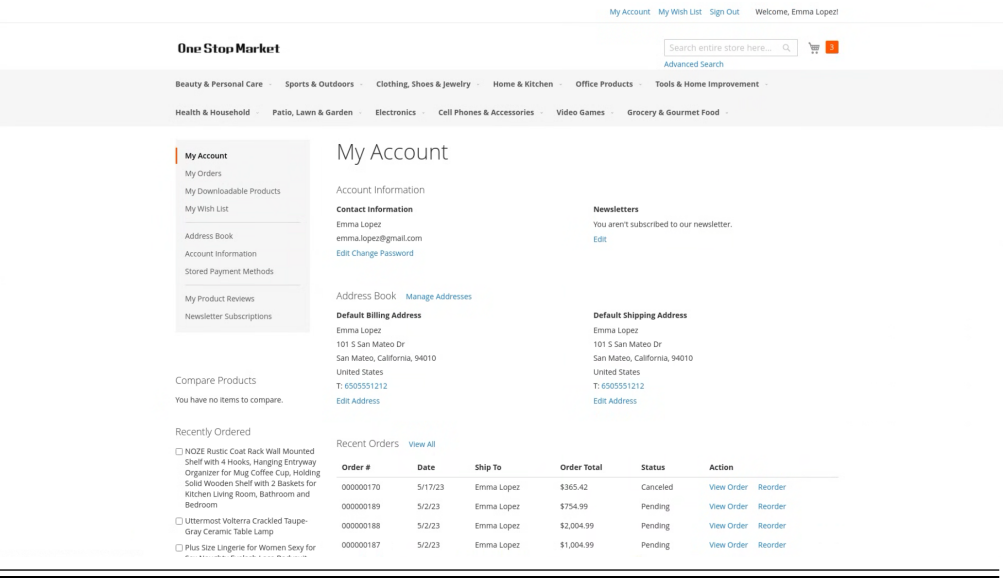 My Account My Wish List Sign Out Welcome, Emma Lopez!
One Stop Market
Search entire store here...
3
Advanced Search
Beauty & Personal Care Sports & Outdoors Clothing, Shoes & Jewelry Home & Kitchen Office Products Tools & Home Improvement
Health & Household Patio, Lawn & Garden Electronics Cell Phones & Accessories Video Games Grocery & Gourmet Food
My Account
My Orders
My Downloadable Products
My Wish List
Address Book
Account Information
Stored Payment Methods
My Product Reviews
Newsletter Subscriptions
Compare Products
You have no items to compare.
Recently Ordered
NOZE Rustic Coat Rack Wall Mounted
Shelf with 4 Hooks, Hanging Entryway
Organizer for Mug Coffee Cup, Holding
Solid Wooden Shelf with 2 Baskets for
Kitchen Living Room, Bathroom and
Bedroom
Uttermost Volterra Crackled Taupe-
Gray Ceramic Table Lamp
Plus Size Lingerie for Women Sexy for
My Account
Account Information
Contact Information
Emma Lopez
emma.lopez@gmail.com
Edit Change Password
Newsletters
You aren't subscribed to our newsletter.
Edit
Address Book Manage Addresses
Default Billing Address
Emma Lopez
101 S San Mateo Dr
San Mateo, California, 94010
United States
T: 6505551212
Edit Address
Default Shipping Address
Emma Lopez
101 S San Mateo Dr
San Mateo, California, 94010
United States
T: 6505551212
Edit Address
Recent Orders View All
Order # Date Ship To Order Total Status Action
000000170 5/17/23 Emma Lopez $365.42 Canceled View Order Reorder
000000189 5/2/23 Emma Lopez $754.99 Pending View Order Reorder
000000188 5/2/23 Emma Lopez $2,004.99 Pending View Order Reorder
000000187 5/2/23 Emma Lopez $1,004.99 Pending View Order Reorder